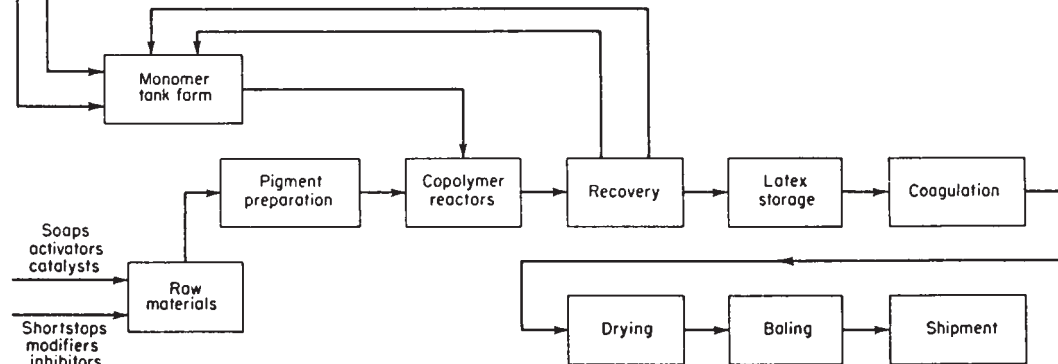 Monomer
tank farm
Pigment
preparation
Copolymer
reactors
Recovery
Latex
storage
Coagulation
Soaps
activators
catalysts
Raw
materials
Shortstops
modifiers
inhibitors
Drying
Baling
Shipment